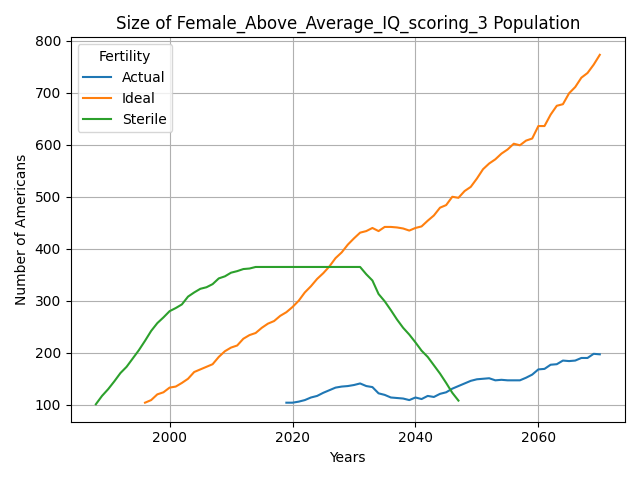 Size of Female_Above_Average_IQ_scoring_3 Population
Fertility
Actual
Ideal
Sterile
800
700
600
500
400
300
200
100
Number of Americans
2000
2020
2040
2060
Years